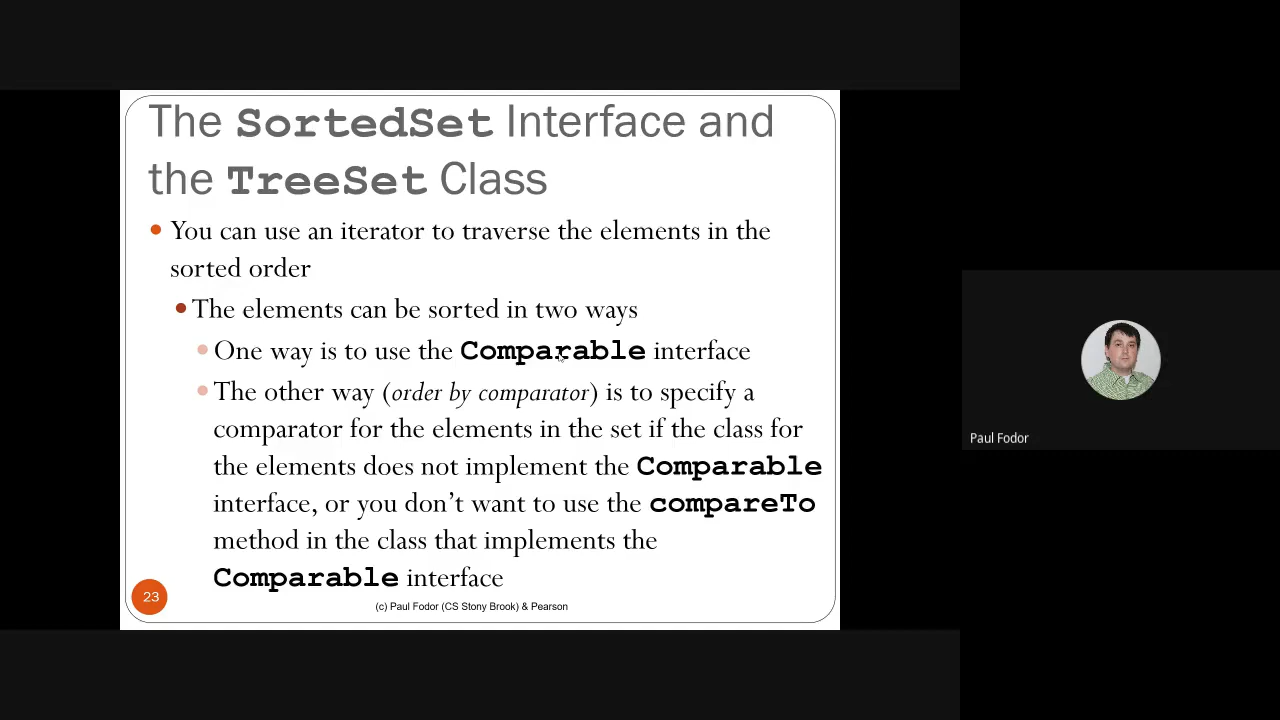 The SortedSet Interface and
the TreeSet Class
You can use an iterator to traverse the elements in the
sorted order
The elements can be sorted in two ways
One way is to use the Comparable interface
The other way (order by comparator) is to specify a
comparator for the elements in the set if the class for
the elements does not implement the Comparable
interface, or you don’t want to use the compareTo
method in the class that implements the
Comparable interface
23
(c) Paul Fodor (CS Stony Brook) & Pearson
Paul Fodor